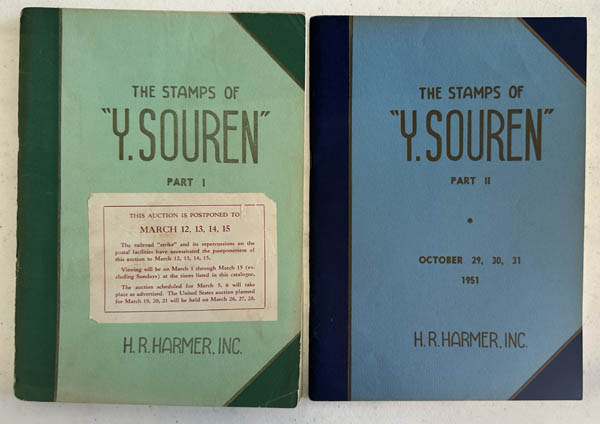 THE STAMPS OF
"Y. SOUREN"
PART I
THIS AUCTION IS POSTPONED TO
MARCH 12, 13, 14, 15
The railroad "strike" and its repercussions on the
postal facilities have necessitated the postponement of
this auction to March 12, 13, 14, 15.
Viewing will be on March 1 through March 15 (ex-
cluding Sundays) at the times listed in this catalogue.
The auction scheduled for March 5, 6 will take
place as advertised. The United States auction planned
for March 19, 20, 21 will be held on March 26, 27, 28.
H. R. HARMER, INC.
THE STAMPS OF
"Y. SOUREN"
PART II
OCTOBER 29, 30, 31
1951
H. R. HARMER, INC.